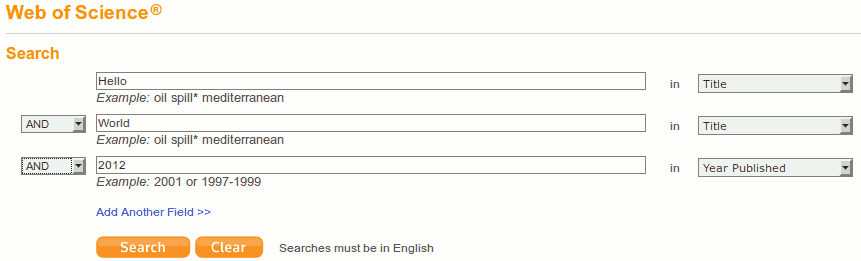 Web of Science®
Search
Hello in Title
Example: oil spill* mediterranean
AND World in Title
Example: oil spill* mediterranean
AND 2012 in Year Published
Example: 2001 or 1997-1999
Add Another Field >>
Search Clear Searches must be in English